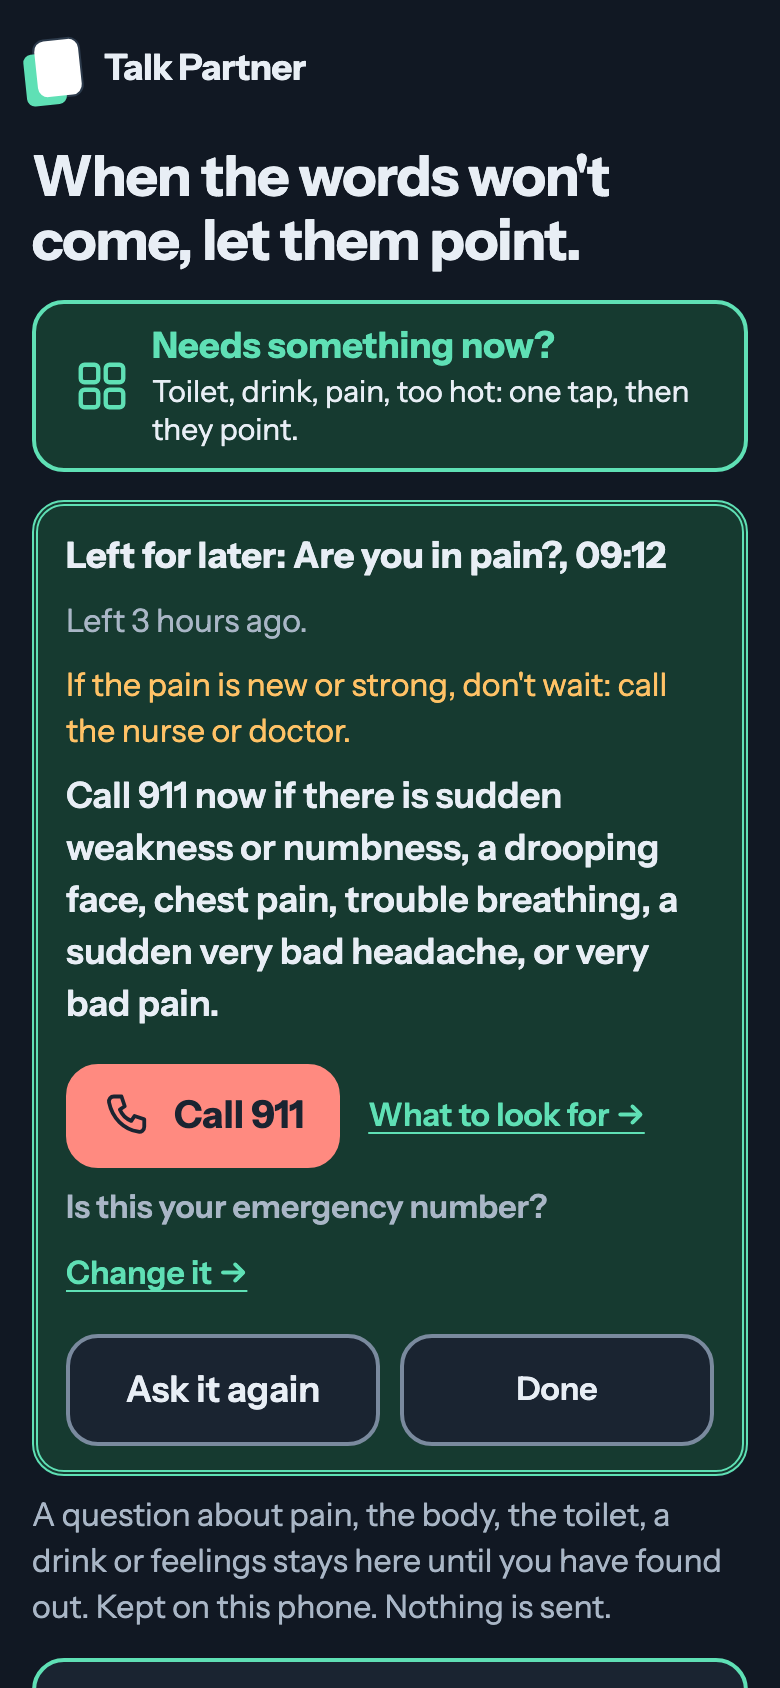 Talk Partner
When the words won't
come, let them point.
Needs something now?
Toilet, drink, pain, too hot: one tap, then
they point.
Left for later: Are you in pain?, 09:12
Left 3 hours ago.
If the pain is new or strong, don't wait: call
the nurse or doctor.
Call 911 now if there is sudden
weakness or numbness, a drooping
face, chest pain, trouble breathing, a
sudden very bad headache, or very
bad pain.
Call 911
What to look for →
Is this your emergency number?
Change it →
Ask it again
Done
A question about pain, the body, the toilet, a
drink or feelings stays here until you have found
out. Kept on this phone. Nothing is sent.